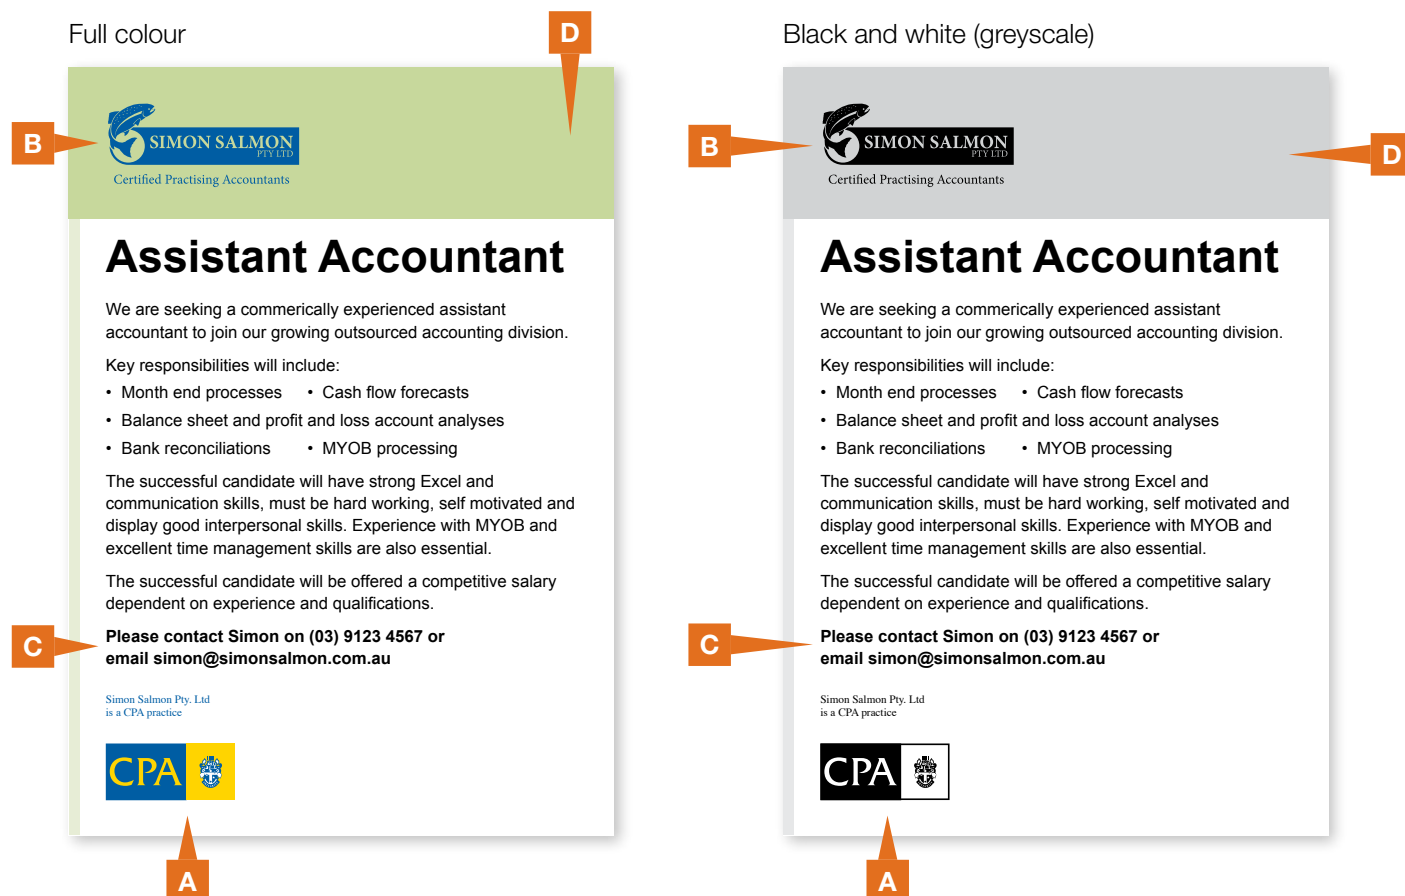 Full colour
D
B
SIMON SALMON
PTY LTD
Certified Practising Accountants
Assistant Accountant
We are seeking a commerically experienced assistant
accountant to join our growing outsourced accounting division.
Key responsibilities will include:
• Month end processes • Cash flow forecasts
• Balance sheet and profit and loss account analyses
• Bank reconciliations • MYOB processing
The successful candidate will have strong Excel and
communication skills, must be hard working, self motivated and
display good interpersonal skills. Experience with MYOB and
excellent time management skills are also essential.
The successful candidate will be offered a competitive salary
dependent on experience and qualifications.
C
Please contact Simon on (03) 9123 4567 or
email simon@simonsalmon.com.au
Simon Salmon Pty. Ltd
is a CPA practice
CPA
A
Black and white (greyscale)
B
SIMON SALMON
PTY LTD
D
Certified Practising Accountants
Assistant Accountant
We are seeking a commerically experienced assistant
accountant to join our growing outsourced accounting division.
Key responsibilities will include:
• Month end processes • Cash flow forecasts
• Balance sheet and profit and loss account analyses
• Bank reconciliations • MYOB processing
The successful candidate will have strong Excel and
communication skills, must be hard working, self motivated and
display good interpersonal skills. Experience with MYOB and
excellent time management skills are also essential.
The successful candidate will be offered a competitive salary
dependent on experience and qualifications.
C
Please contact Simon on (03) 9123 4567 or
email simon@simonsalmon.com.au
Simon Salmon Pty. Ltd
is a CPA practice
CPA
A